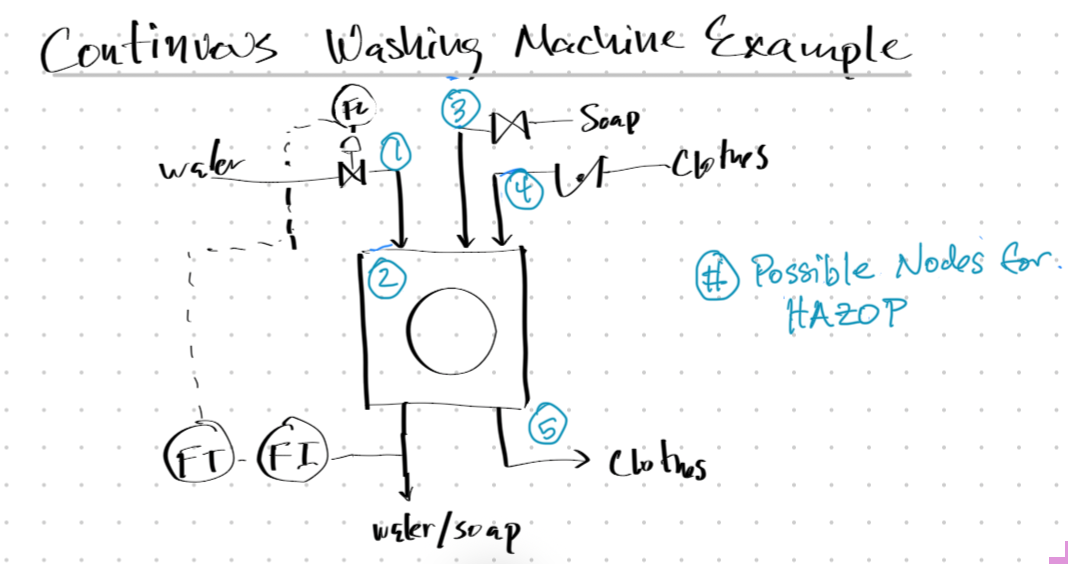 Continuous Washing Machine Example
FC
3
Soap
1
water
Clothes
4
2
# Possible Nodes for
HAZOP
5
FT
FI
Clothes
water/soap